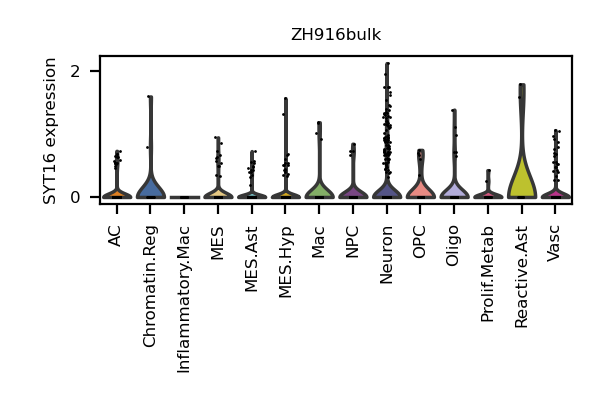 ZH916bulk
SYT16 expression
2
0
AC
Chromatin.Reg
Inflammatory.Mac
MES
MES.Ast
MES.Hyp
Mac
NPC
Neuron
OPC
Oligo
Prolif.Metab
Reactive.Ast
Vasc